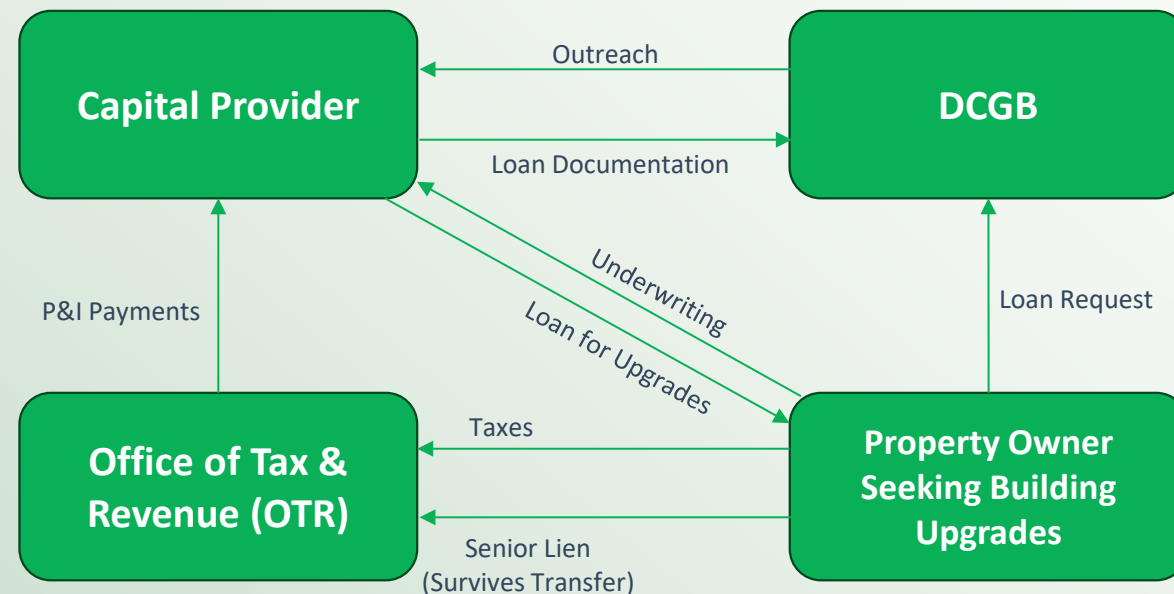 Outreach
Capital Provider
DCGB
Loan Documentation
Underwriting
Loan for Upgrades
P&I Payments
Loan Request
Taxes
Office of Tax &
Revenue (OTR)
Property Owner
Seeking Building
Upgrades
Senior Lien
(Survives Transfer)